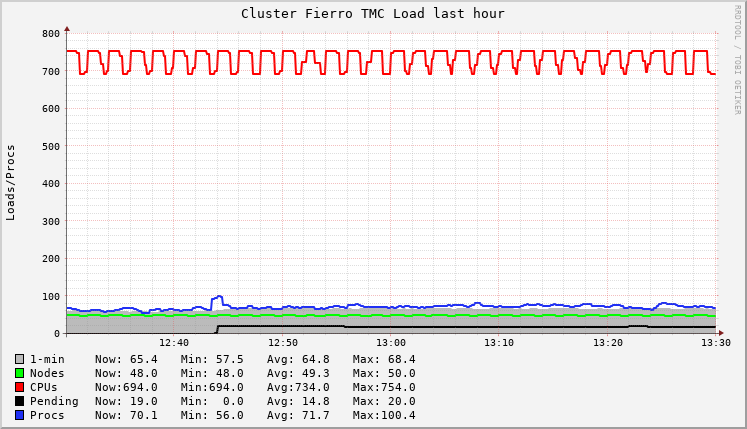 Cluster Fierro TMC Load last hour
RRDTOOL / TOBI OETIKER
Loads/Procs
800
700
600
500
400
300
200
100
0
12:40 12:50 13:00 13:10 13:20 13:30
1-min Now: 65.4 Min: 57.5 Avg: 64.8 Max: 68.4
Nodes Now: 48.0 Min: 48.0 Avg: 49.3 Max: 50.0
CPUs Now:694.0 Min:694.0 Avg:734.0 Max:754.0
Pending Now: 19.0 Min: 0.0 Avg: 14.8 Max: 20.0
Procs Now: 70.1 Min: 56.0 Avg: 71.7 Max:100.4